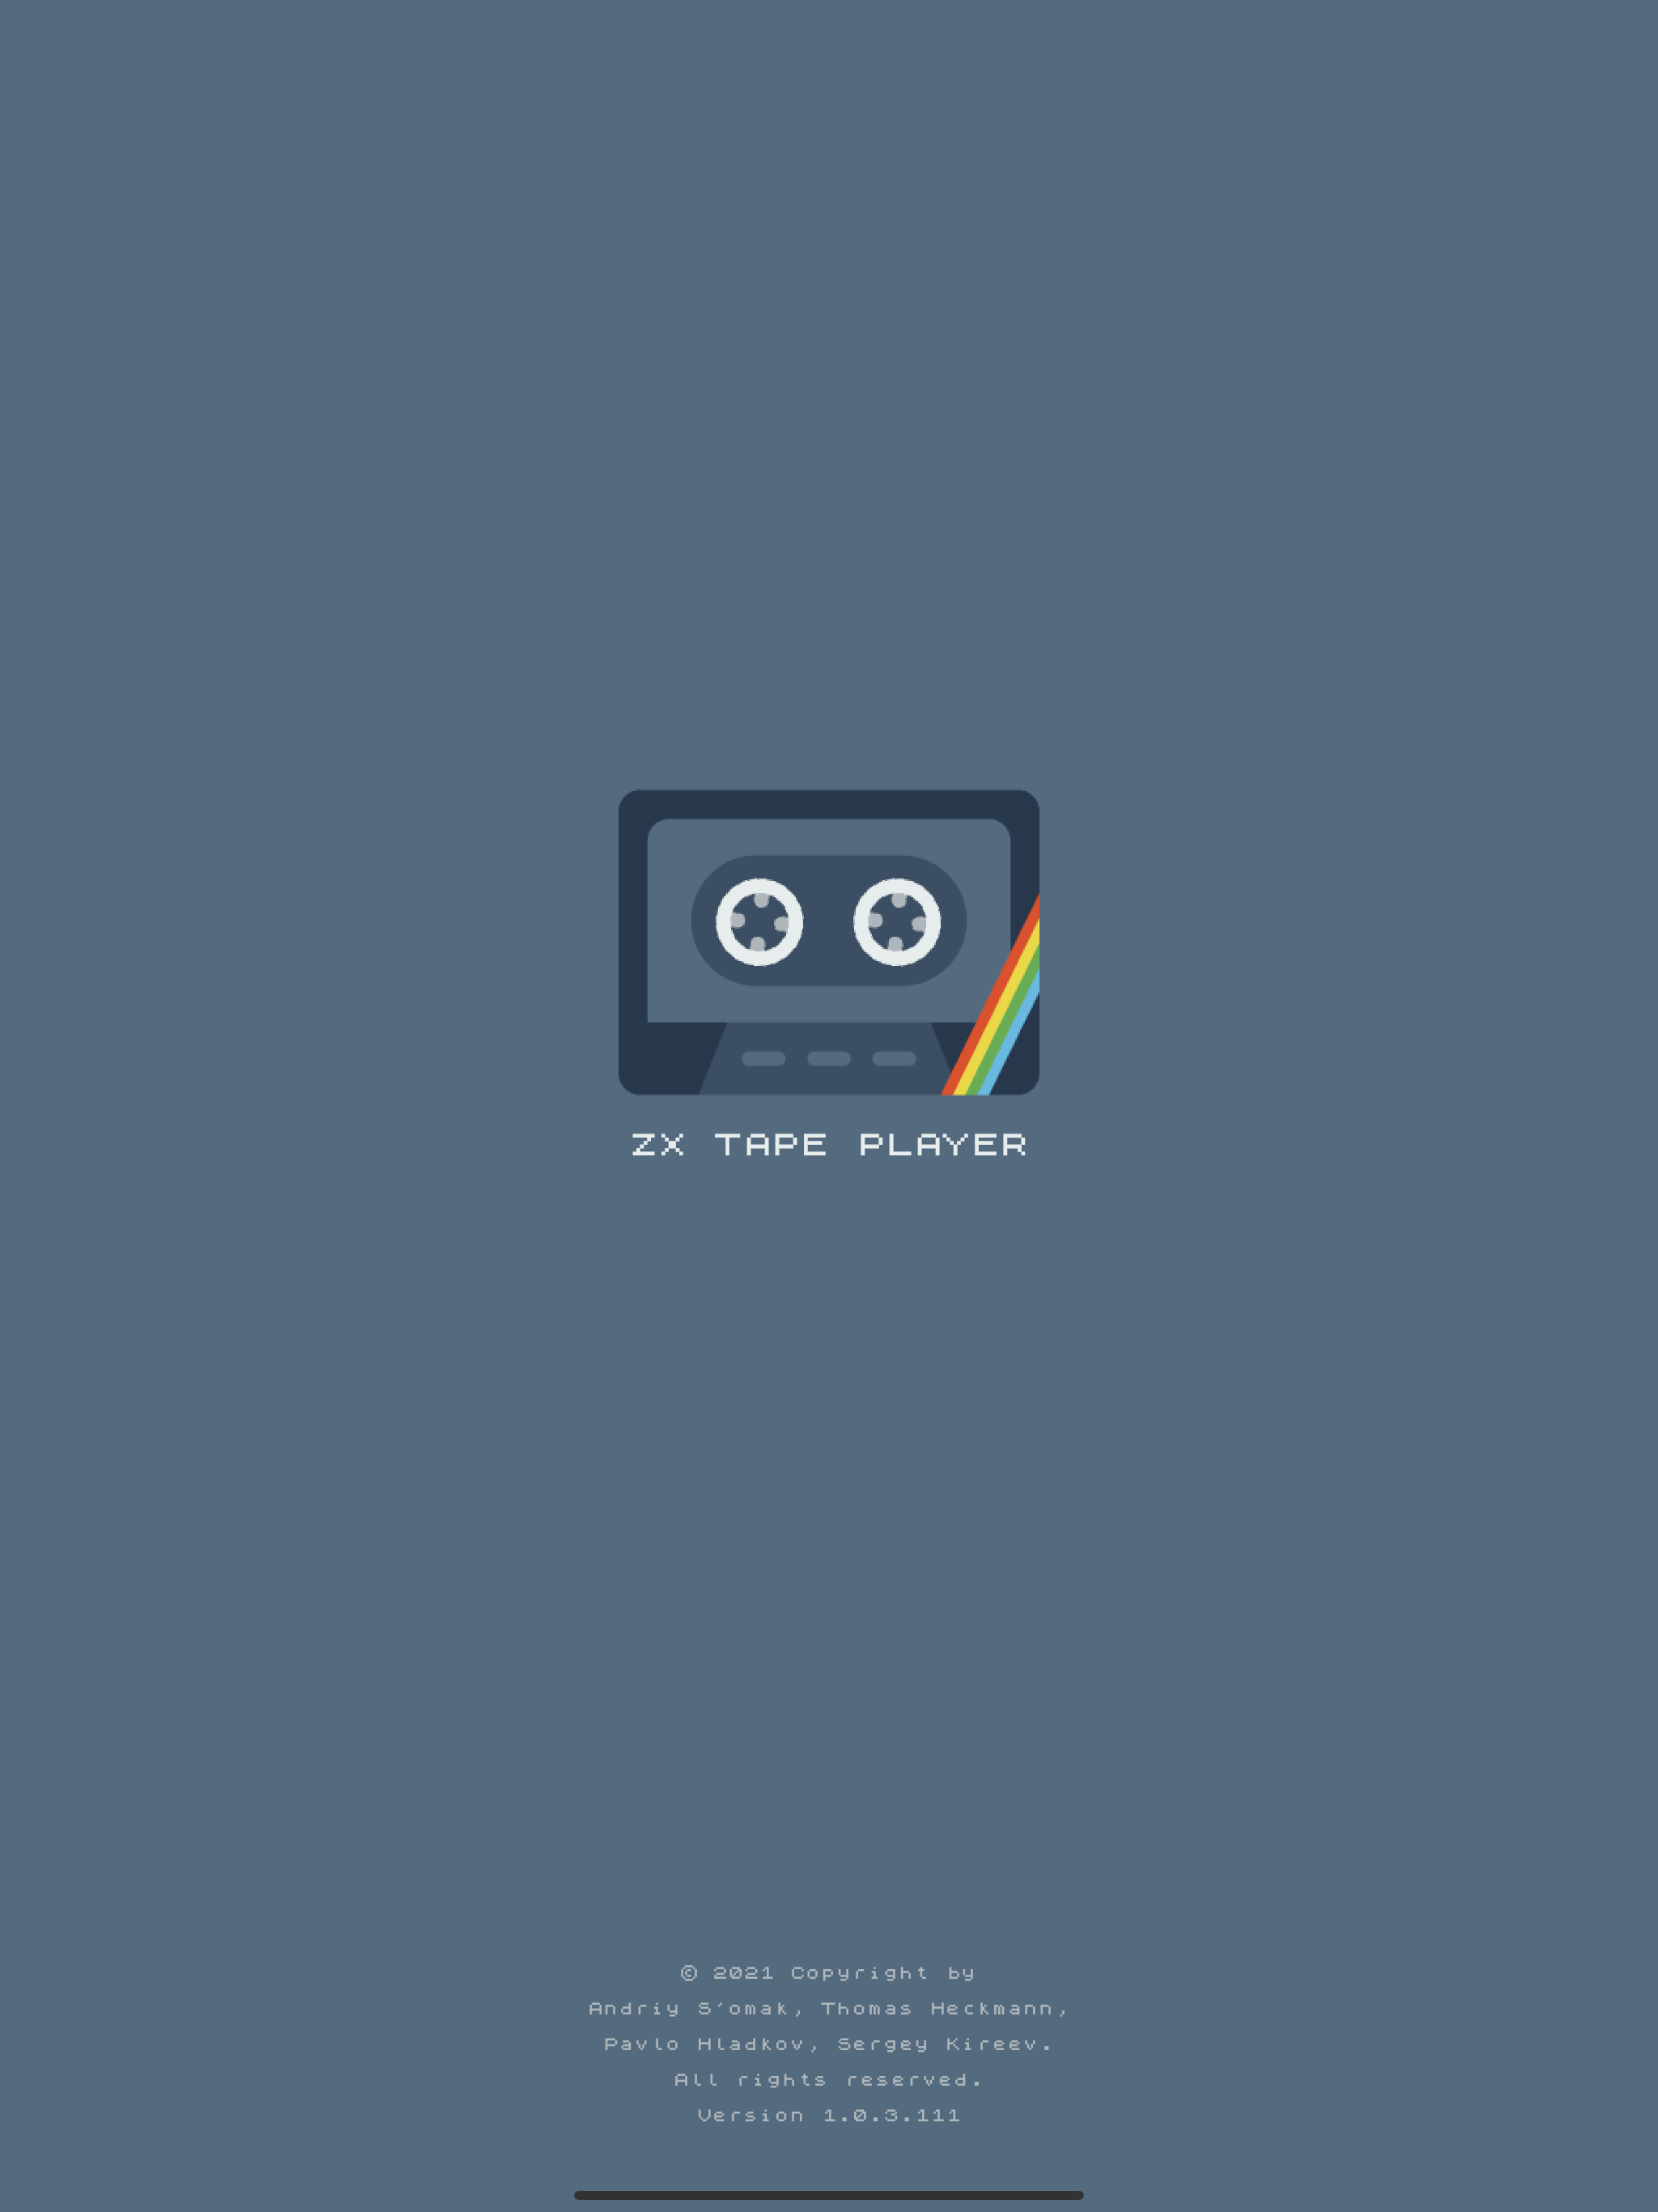 ZX TAPE PLAYER
© 2021 Copyright by
Andriy S'omak, Thomas Heckmann,
Pavlo Hladkov, Sergey Kireev.
All rights reserved.
Version 1.0.3.111